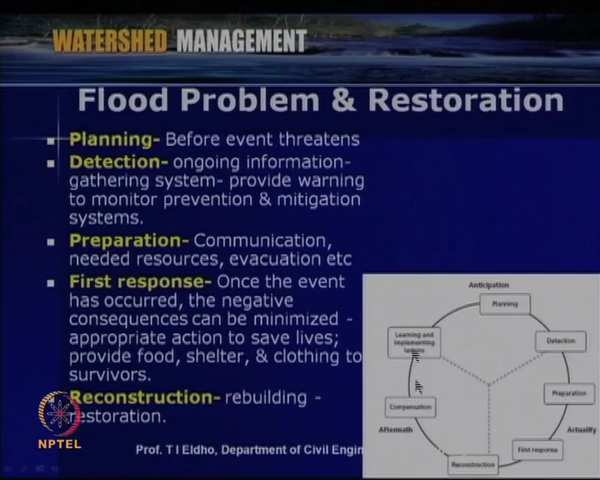 WATERSHED MANAGEMENT
Flood Problem & Restoration
Planning- Before event threatens
Detection- ongoing information-
gathering system- provide warning
to monitor prevention & mitigation
systems.
Preparation- Communication,
needed resources, evacuation etc
First response- Once the event
has occurred, the negative
consequences can be minimized -
appropriate action to save lives;
provide food, shelter, & clothing to
survivors.
Reconstruction- rebuilding -
restoration.
NPTEL
Prof. T I Eldho, Department of Civil Engin
Anticipation
Planning
Detection
Preparation
Actuality
First response
Reconstruction
Aftermath
Compensation
Learning and
implementing